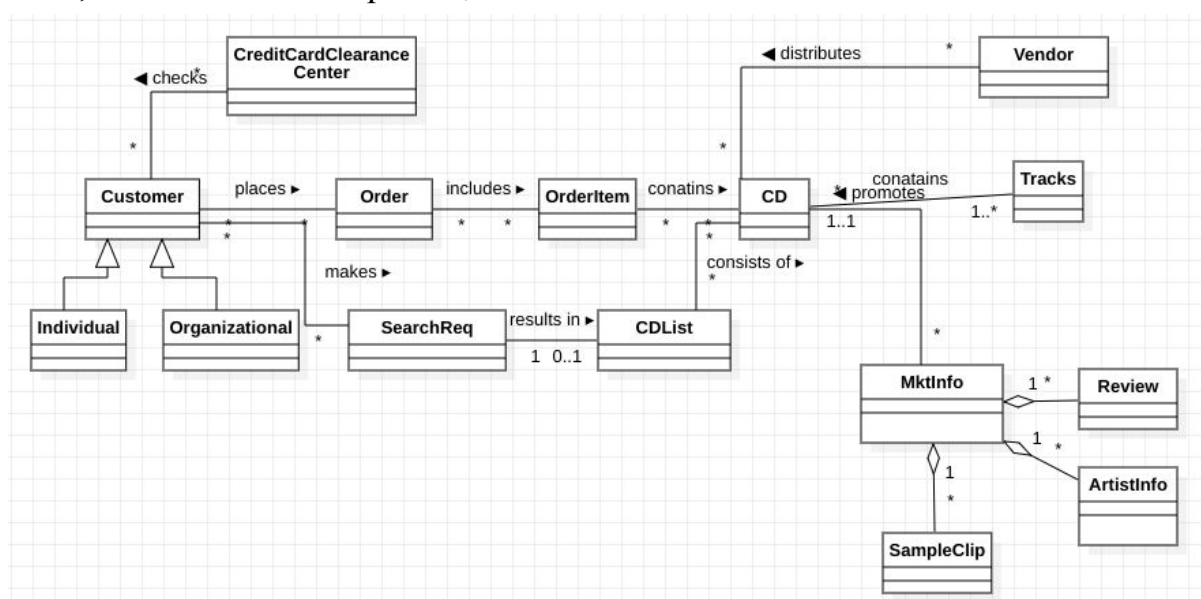 CreditCardClearance
Center
◄ checks
*
*
◄ distributes
*
*
Vendor
Customer
places ►
Order
includes ►
OrderItem
conatins ►
CD
conatains
◄ promotes
*
Tracks
1..1
1..*
*
*
*
*
*
*
*
*
makes ►
consists of ►
*
Individual
Organizational
SearchReq
results in ►
CDList
*
1
0..1
*
MktInfo
1
*
Review
1
*
ArtistInfo
1
*
SampleClip